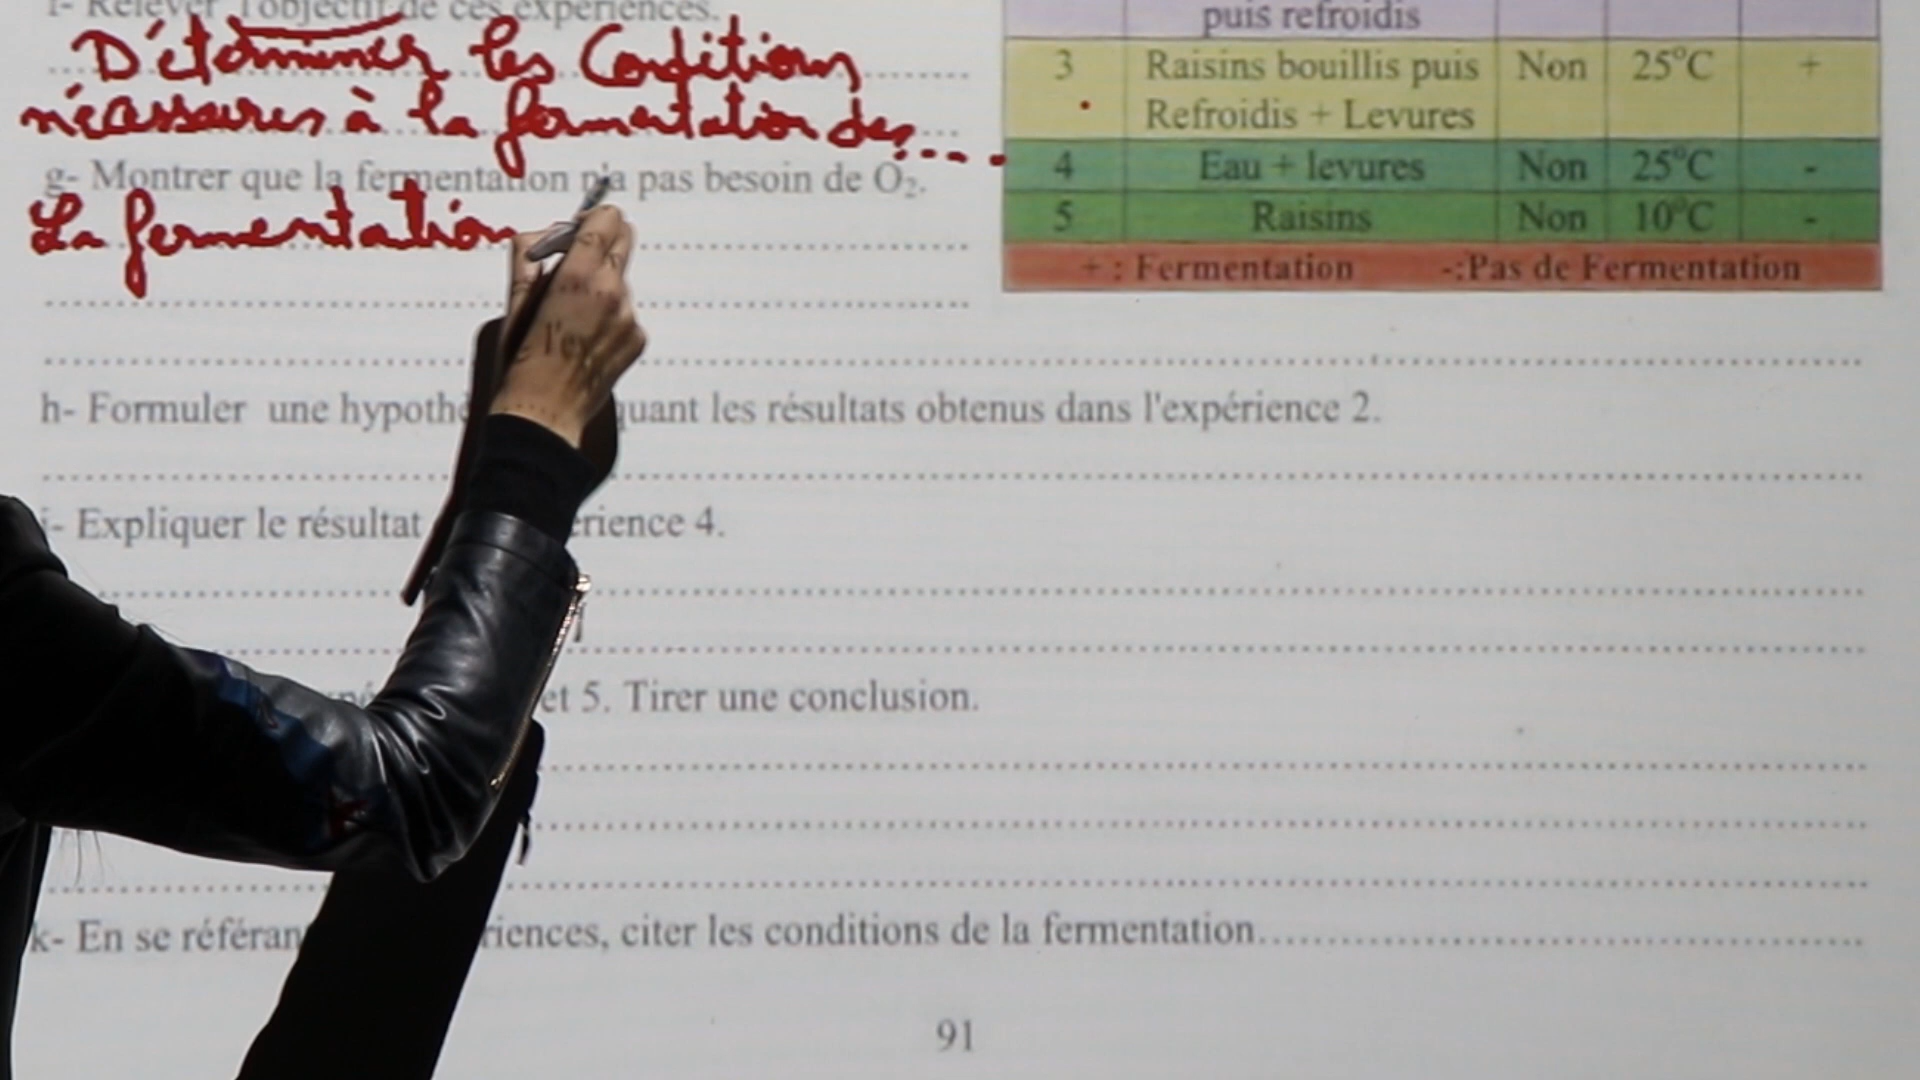 f- Relever l'objectif de ces expériences.
Déterminer les Conditions
nécessaires à la fermentation des....
g- Montrer que la fermentation n'a pas besoin de O₂.
La fermentation
puis refroidis
3 Raisins bouillis puis Non 25°C +
Refroidis + Levures
4 Eau + levures Non 25°C -
5 Raisins Non 10°C -
+ : Fermentation -:Pas de Fermentation
h- Formuler une hypothè quant les résultats obtenus dans l'expérience 2.
i- Expliquer le résultat rience 4.
et 5. Tirer une conclusion.
k- En se référan riences, citer les conditions de la fermentation
91